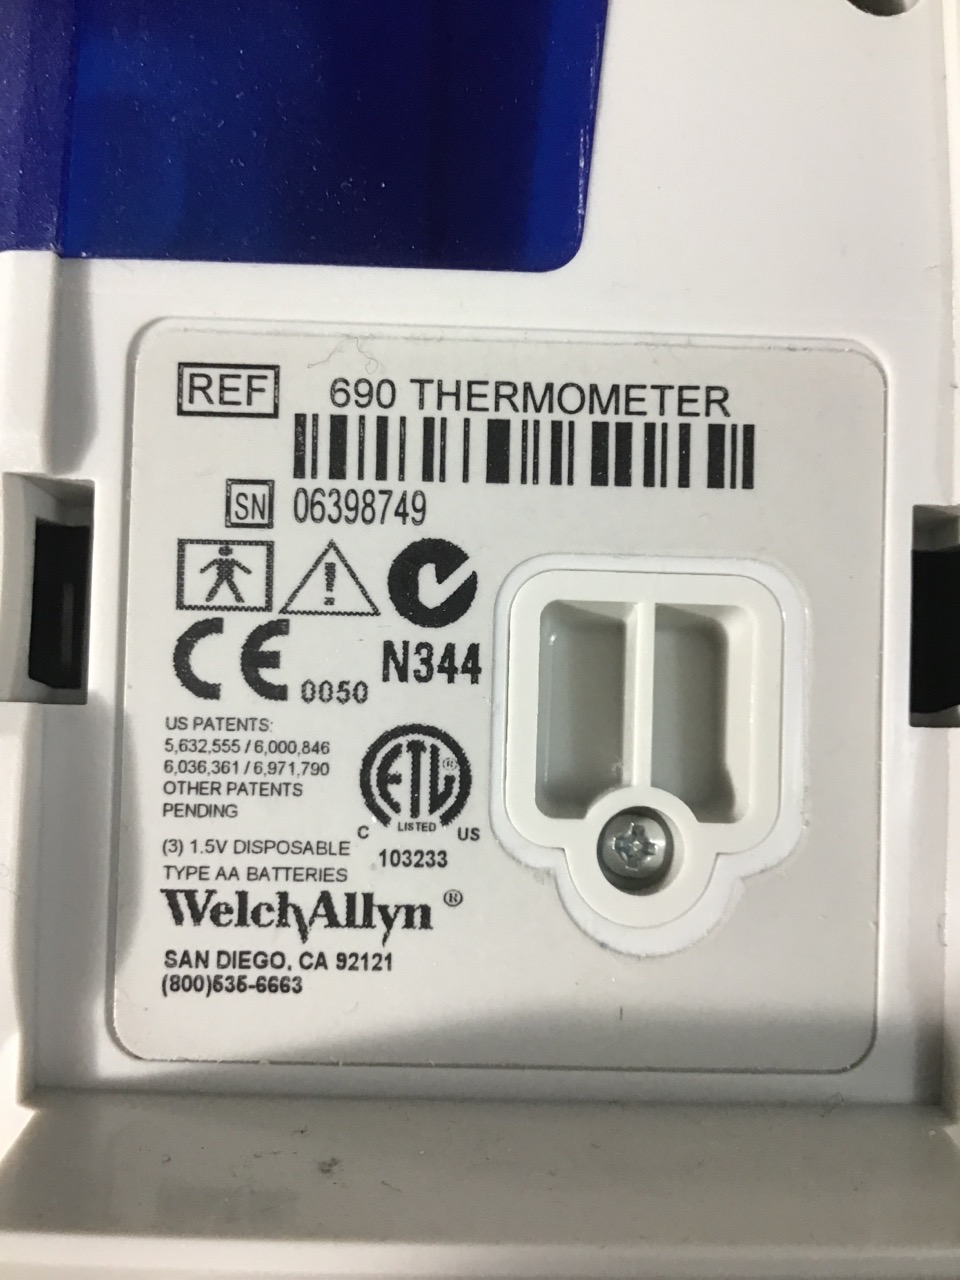 REF 690 THERMOMETER
SN 06398749
N344
CE 0050
US PATENTS:
5,632,555 / 6,000,846
6,036,361 / 6,971,790
OTHER PATENTS
PENDING
ETL ®
LISTED
C US
103233
(3) 1.5V DISPOSABLE
TYPE AA BATTERIES
WelchAllyn ®
SAN DIEGO, CA 92121
(800)535-6663